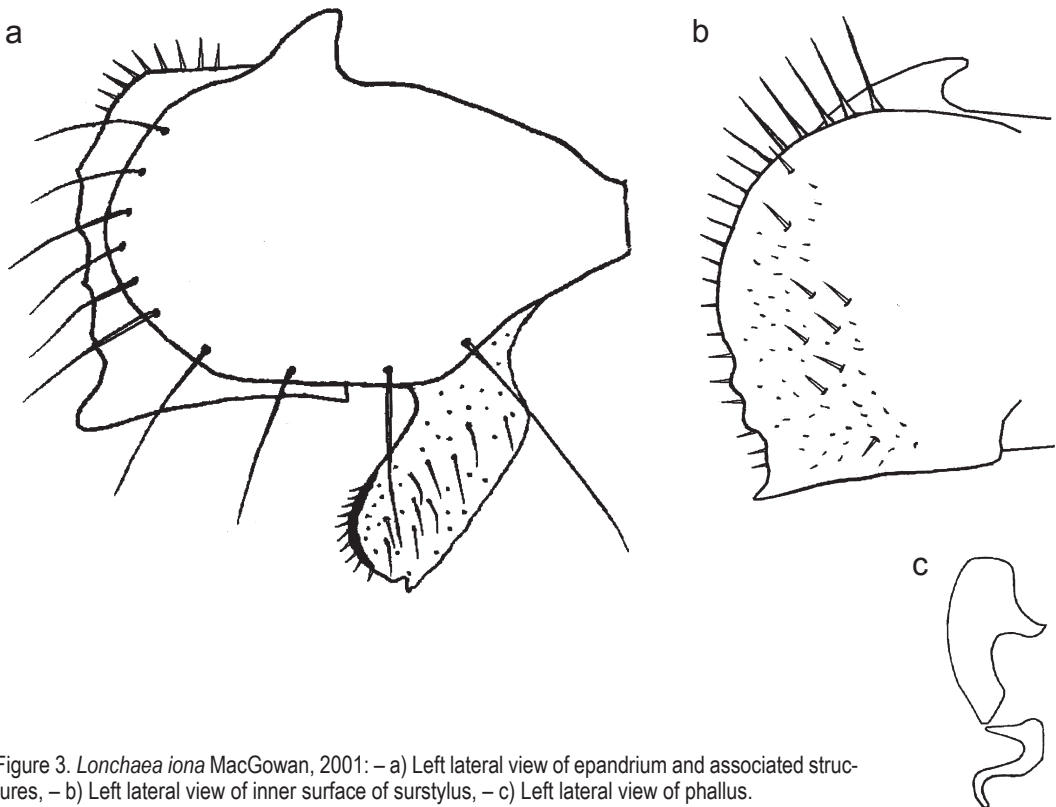 a
b
c
Figure 3. Lonchaea iona MacGowan, 2001: – a) Left lateral view of epandrium and associated struc-
tures, – b) Left lateral view of inner surface of surstylus, – c) Left lateral view of phallus.